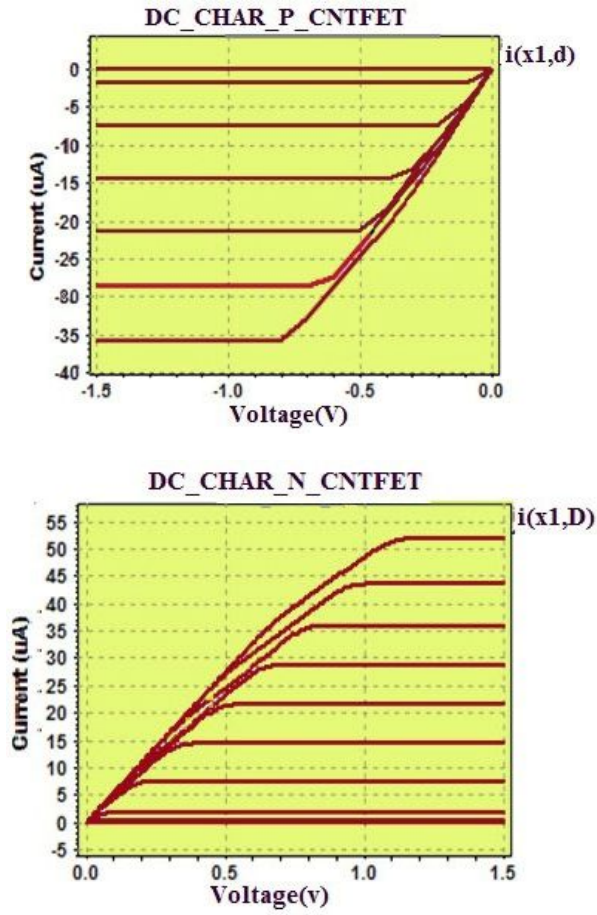 DC_CHAR_P_CNTFET
i(x1,d)
0
-5
-10
-15
-20
-25
-80
-35
-40
Current (uA)
-1.5 -1.0 -0.5 0.0
Voltage(V)
DC_CHAR_N_CNTFET
i(x1,D)
55
50
45
40
35
30
25
20
15
10
5
0
-5
Current (uA)
0.0 0.5 1.0 1.5
Voltage(v)